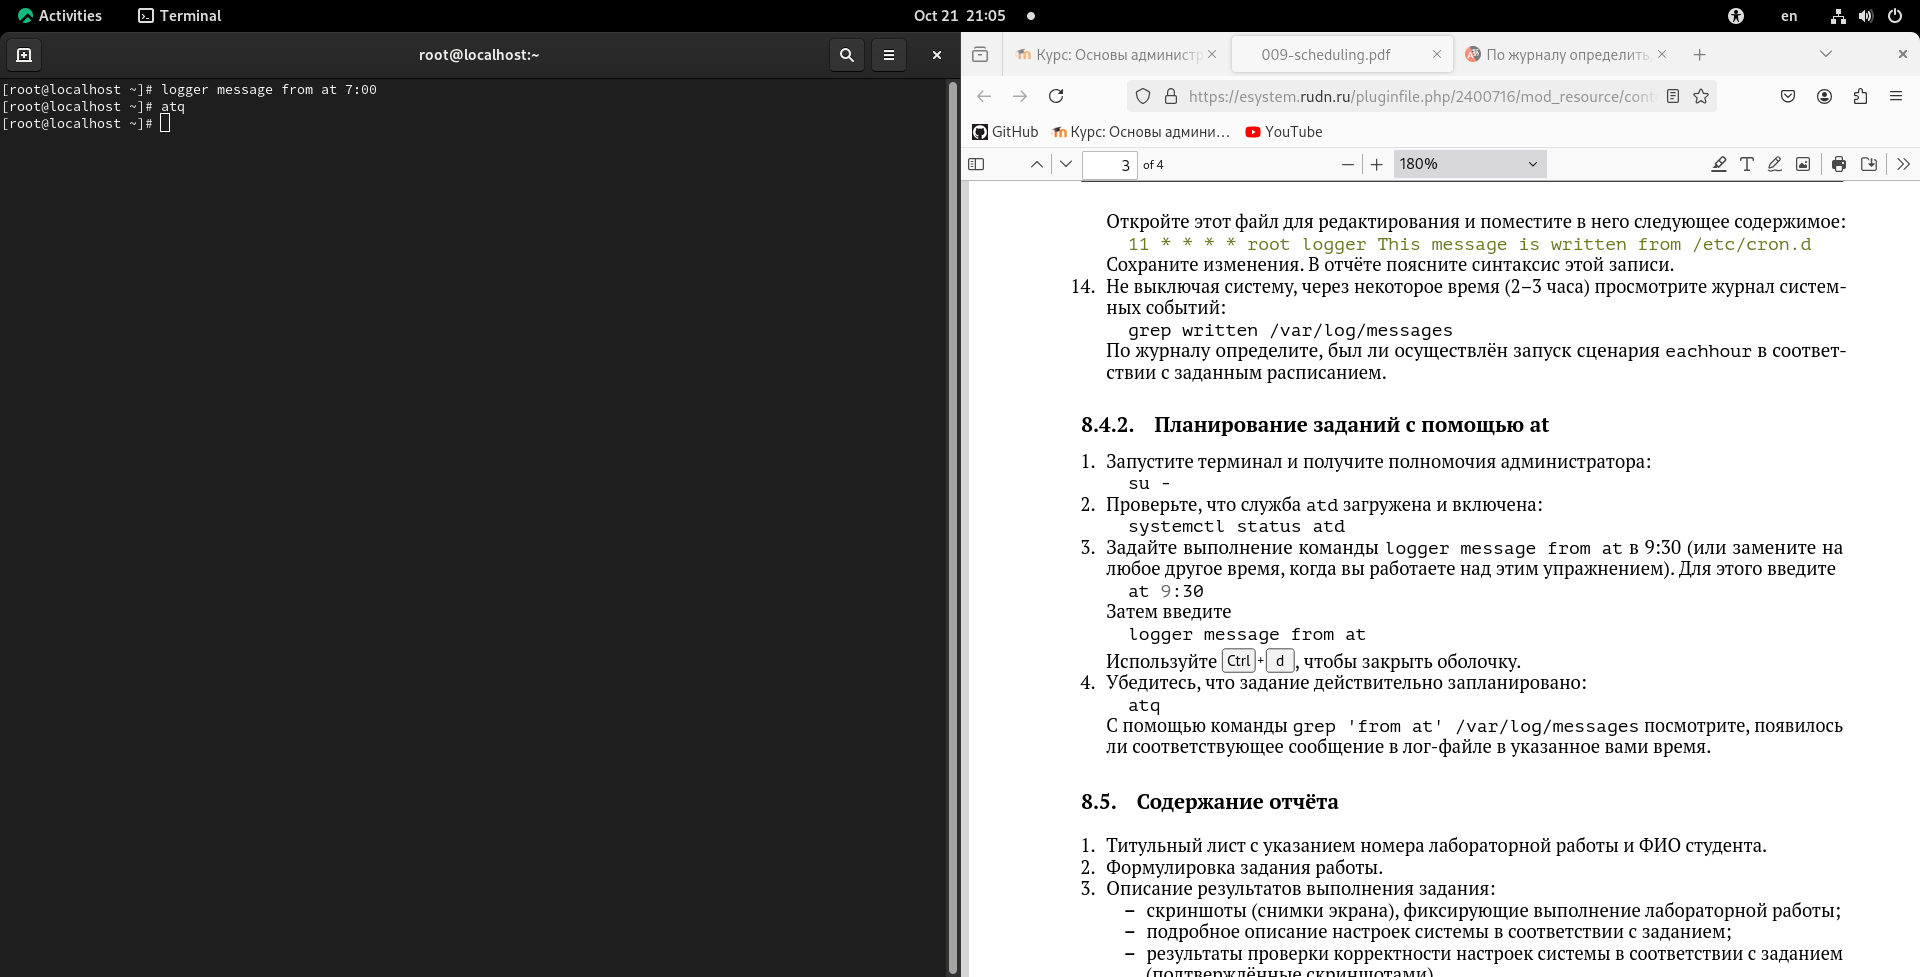 Activities
Terminal
Oct 21 21:05
en
root@localhost:~
[root@localhost ~]# logger message from at 7:00
[root@localhost ~]# atq
[root@localhost ~]#
Курс: Основы администр
009-scheduling.pdf
По журналу определить,
https://esystem.rudn.ru/pluginfile.php/2400716/mod_resource/cont
GitHub
Курс: Основы админи…
YouTube
3 of 4
180%
Откройте этот файл для редактирования и поместите в него следующее содержимое:
11 * * * * root logger This message is written from /etc/cron.d
Сохраните изменения. В отчёте поясните синтаксис этой записи.
14. Не выключая систему, через некоторое время (2–3 часа) просмотрите журнал систем-
ных событий:
grep written /var/log/messages
По журналу определите, был ли осуществлён запуск сценария eachhour в соответ-
ствии с заданным расписанием.
8.4.2. Планирование заданий с помощью at
1. Запустите терминал и получите полномочия администратора:
su -
2. Проверьте, что служба atd загружена и включена:
systemctl status atd
3. Задайте выполнение команды logger message from at в 9:30 (или замените на
любое другое время, когда вы работаете над этим упражнением). Для этого введите
at 9:30
Затем введите
logger message from at
Используйте Ctrl + d , чтобы закрыть оболочку.
4. Убедитесь, что задание действительно запланировано:
atq
С помощью команды grep 'from at' /var/log/messages посмотрите, появилось
ли соответствующее сообщение в лог-файле в указанное вами время.
8.5. Содержание отчёта
1. Титульный лист с указанием номера лабораторной работы и ФИО студента.
2. Формулировка задания работы.
3. Описание результатов выполнения задания:
– скриншоты (снимки экрана), фиксирующие выполнение лабораторной работы;
– подробное описание настроек системы в соответствии с заданием;
– результаты проверки корректности настроек системы в соответствии с заданием
(подтверждённые скриншотами)